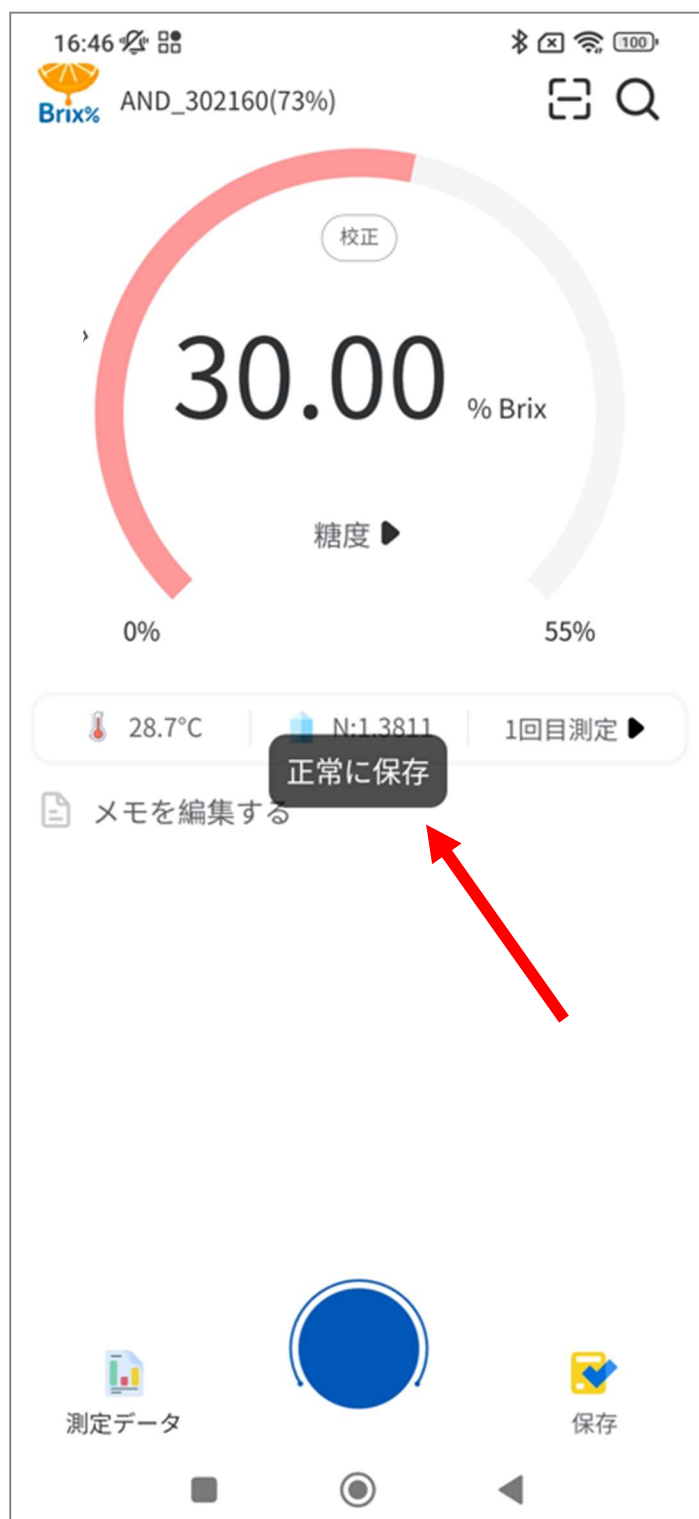 16:46
100
Brix%
AND_302160(73%)
校正
30.00
% Brix
糖度
0%
55%
28.7°C
N:1.3811
1回目測定
正常に保存
メモを編集する
測定データ
保存